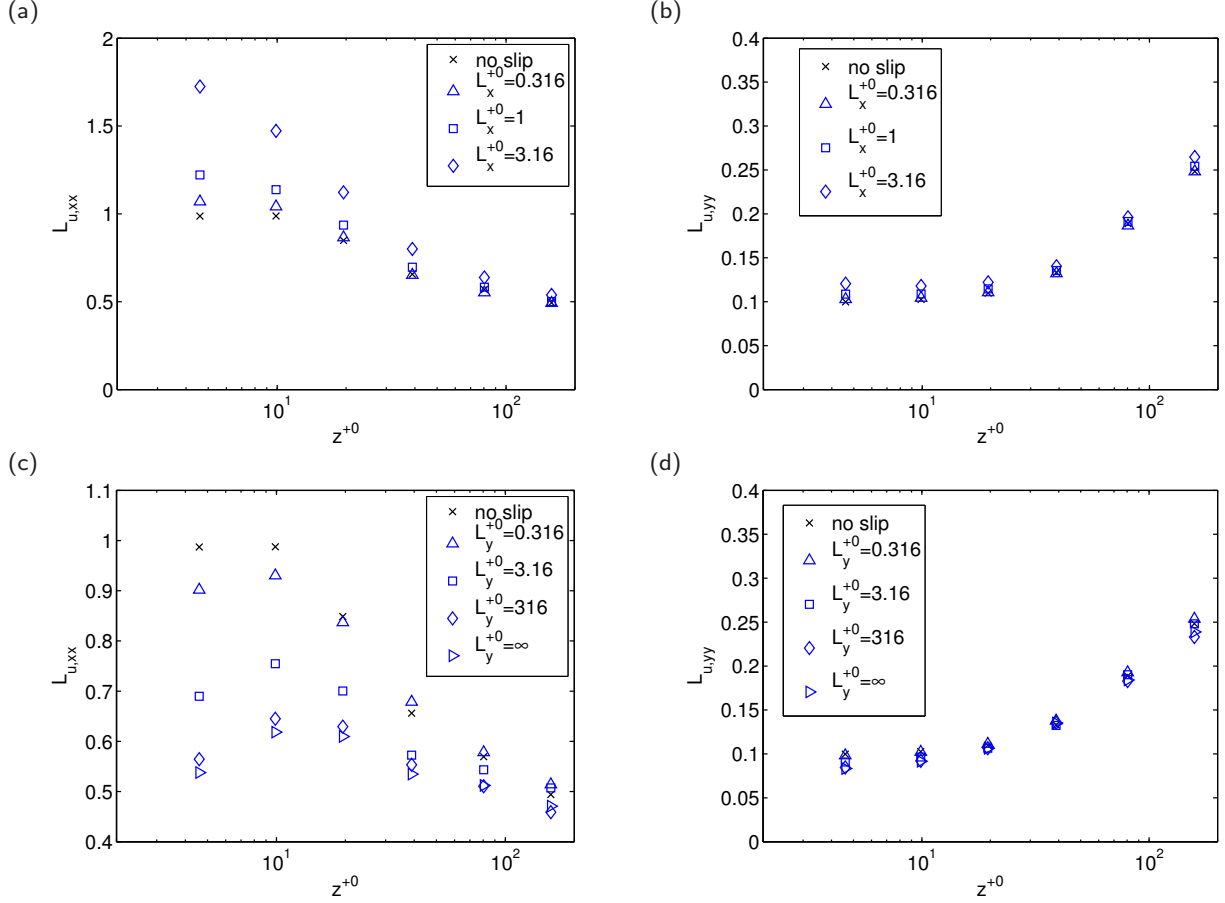 (a)
2
1.5
1
0.5
0
10^1
10^2
z^{+0}
L_{u,xx}
no slip
L_x^{+0}=0.316
L_x^{+0}=1
L_x^{+0}=3.16
(b)
0.4
0.35
0.3
0.25
0.2
0.15
0.1
0.05
0
10^1
10^2
z^{+0}
L_{u,yy}
no slip
L_x^{+0}=0.316
L_x^{+0}=1
L_x^{+0}=3.16
(c)
1.1
1
0.9
0.8
0.7
0.6
0.5
0.4
10^1
10^2
z^{+0}
L_{u,xx}
no slip
L_y^{+0}=0.316
L_y^{+0}=3.16
L_y^{+0}=316
L_y^{+0}=∞
(d)
0.4
0.35
0.3
0.25
0.2
0.15
0.1
0.05
0
10^1
10^2
z^{+0}
L_{u,yy}
no slip
L_y^{+0}=0.316
L_y^{+0}=3.16
L_y^{+0}=316
L_y^{+0}=∞